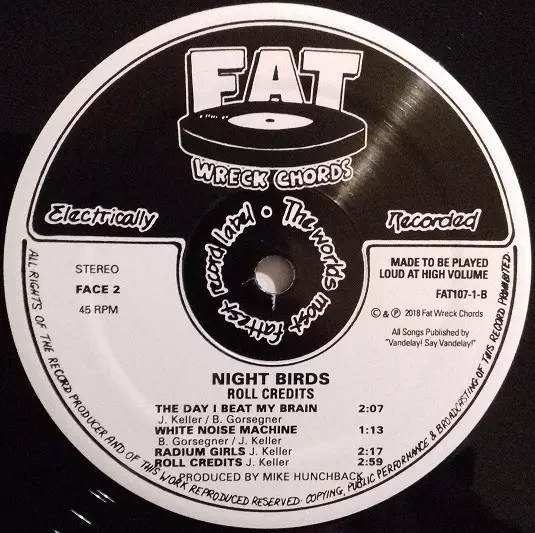 FAT
WRECK CHORDS
Electrically
Recorded
The worlds most fattest record label •
STEREO
FACE 2
45 RPM
MADE TO BE PLAYED
LOUD AT HIGH VOLUME
FAT107-1-B
© & ℗ 2018 Fat Wreck Chords
All Songs Published by
"Vandelay! Say Vandelay!"
NIGHT BIRDS
ROLL CREDITS
THE DAY I BEAT MY BRAIN 2:07
J. Keller / B. Gorsegner
WHITE NOISE MACHINE 1:13
B. Gorsegner / J. Keller
RADIUM GIRLS J. Keller 2:17
ROLL CREDITS J. Keller 2:59
PRODUCED BY MIKE HUNCHBACK
ALL RIGHTS OF THE RECORD PRODUCER AND OF THIS WORK REPRODUCED RESERVED. COPYING, PUBLIC PERFORMANCE & BROADCASTING OF THIS RECORD PROHIBITED.